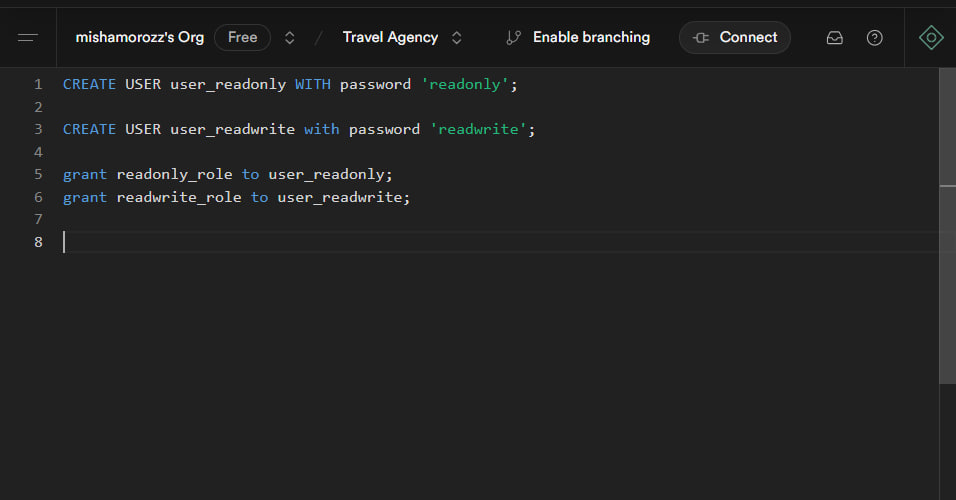 mishamorozz's Org Free / Travel Agency Enable branching Connect
1 CREATE USER user_readonly WITH password 'readonly';
2
3 CREATE USER user_readwrite with password 'readwrite';
4
5 grant readonly_role to user_readonly;
6 grant readwrite_role to user_readwrite;
7
8